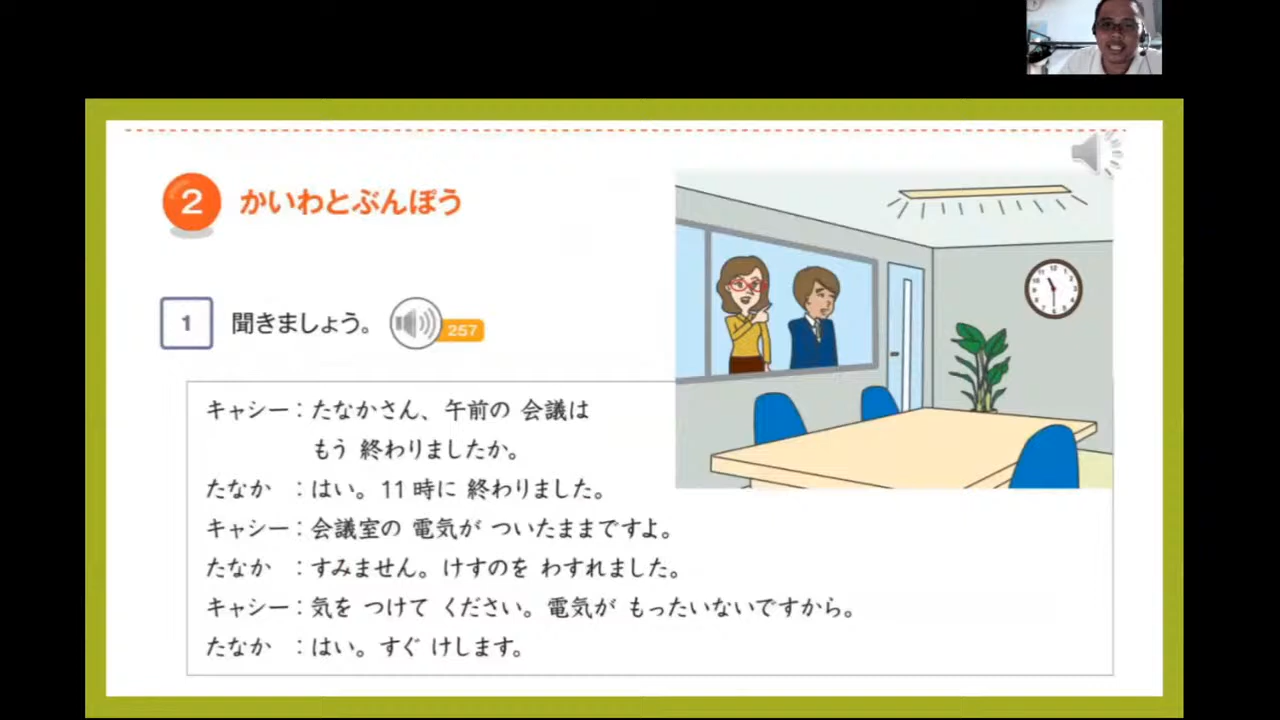 2 かいわとぶんぽう
1 聞きましょう。 257
キャシー：たなかさん、午前の 会議は
もう 終わりましたか。
たなか ：はい。11時に 終わりました。
キャシー：会議室の 電気が ついたままですよ。
たなか ：すみません。けすのを わすれました。
キャシー：気を つけて ください。電気が もったいないですから。
たなか ：はい。すぐ けします。